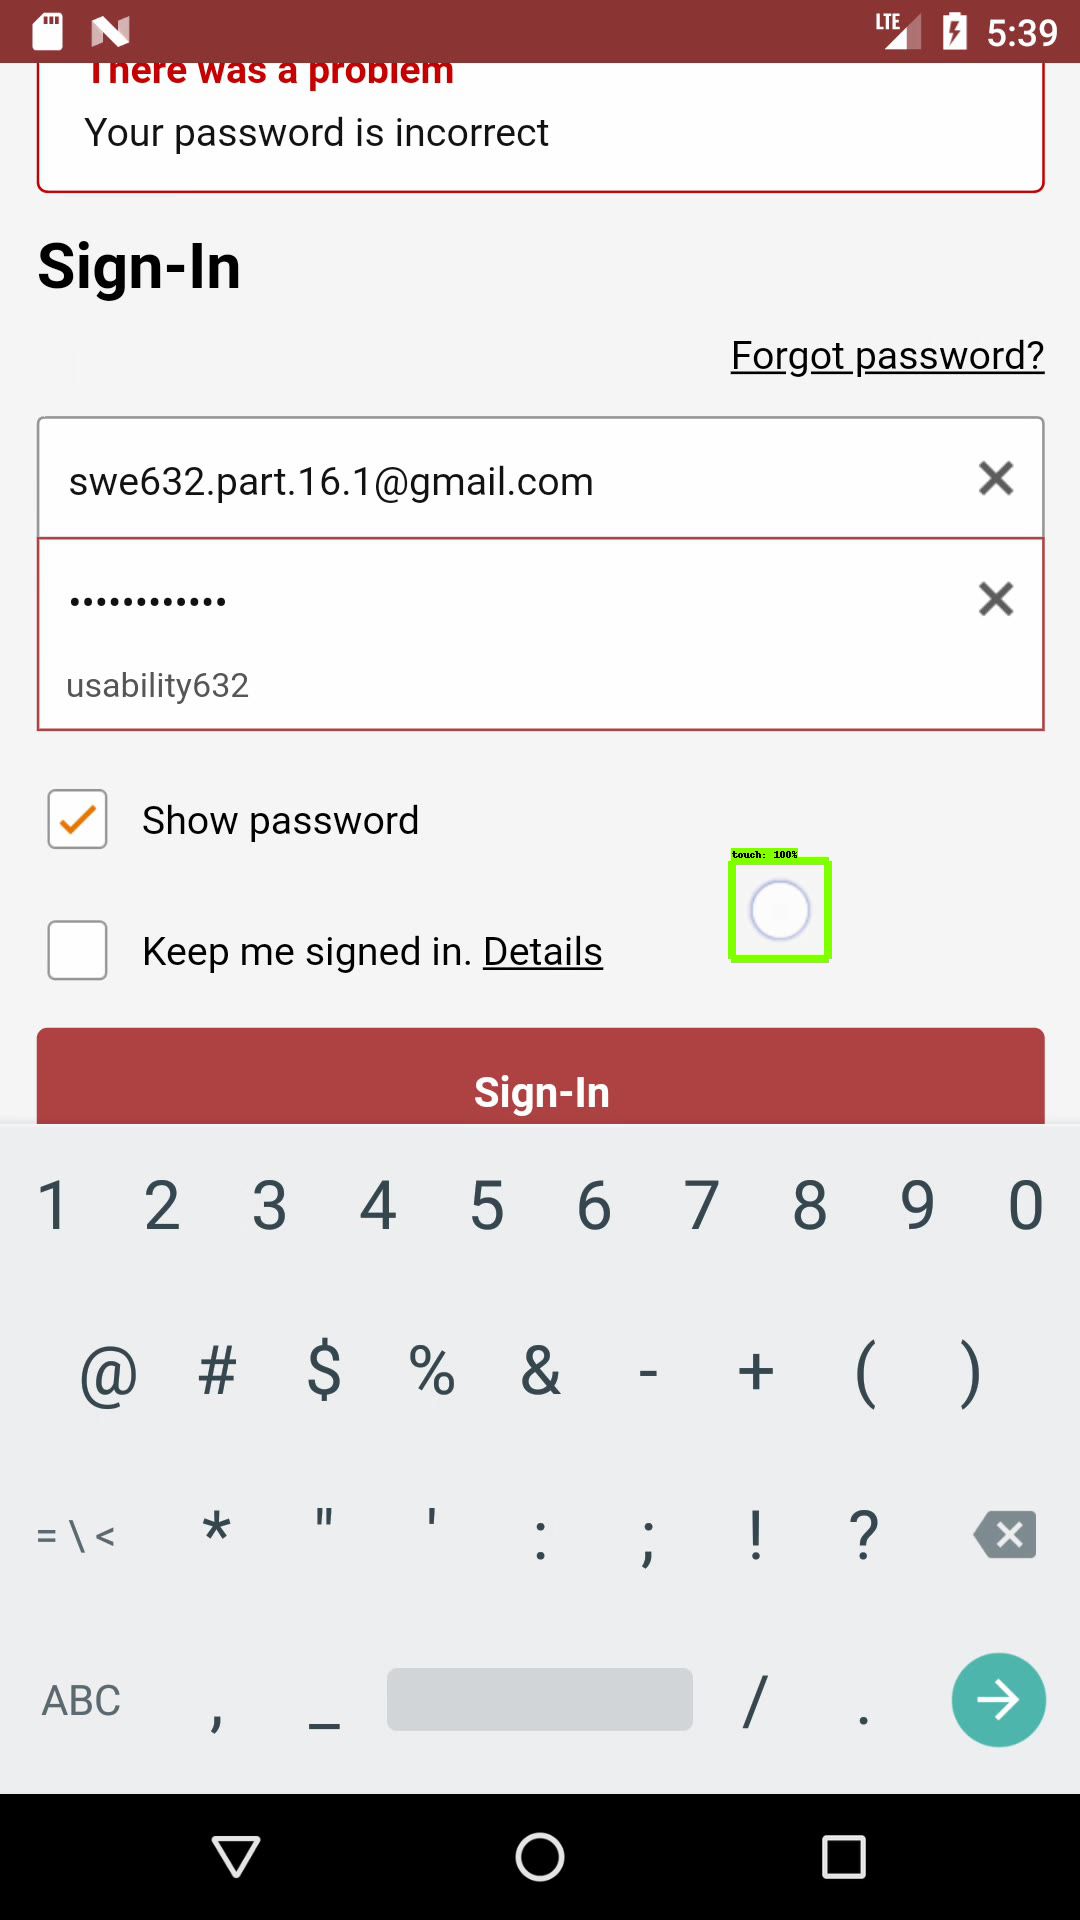 LTE 5:39
There was a problem
Your password is incorrect
Sign-In
Forgot password?
swe632.part.16.1@gmail.com
••••••••••••
usability632
Show password
touch: 100%
Keep me signed in. Details
Sign-In
1 2 3 4 5 6 7 8 9 0
@ # $ % & - + ( )
= \ < * " ' : ; ! ?
ABC , _ / .